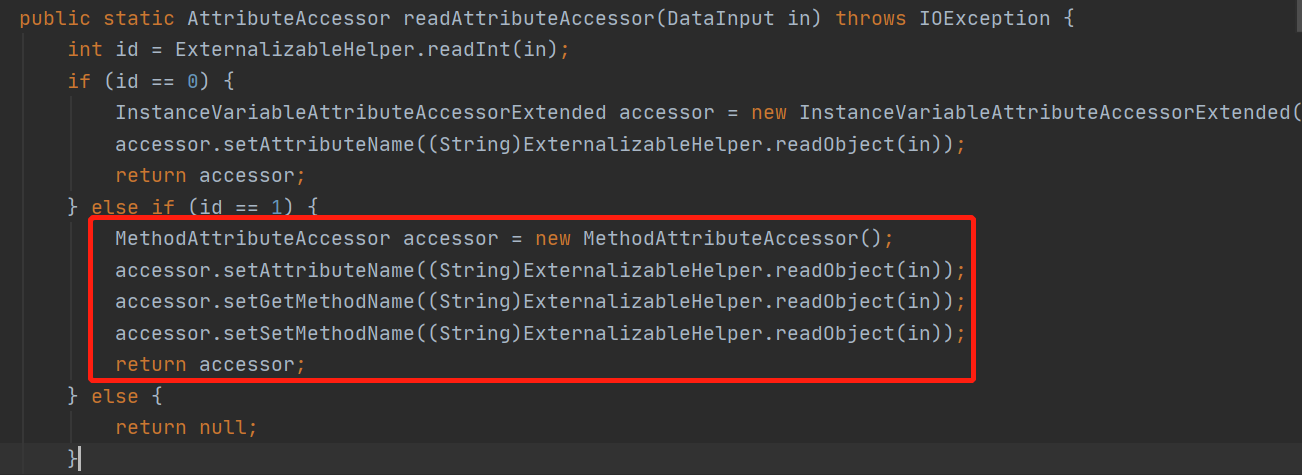 public static AttributeAccessor readAttributeAccessor(DataInput in) throws IOException {
int id = ExternalizableHelper.readInt(in);
if (id == 0) {
InstanceVariableAttributeAccessorExtended accessor = new InstanceVariableAttributeAccessorExtended(
accessor.setAttributeName((String)ExternalizableHelper.readObject(in));
return accessor;
} else if (id == 1) {
MethodAttributeAccessor accessor = new MethodAttributeAccessor();
accessor.setAttributeName((String)ExternalizableHelper.readObject(in));
accessor.setGetMethodName((String)ExternalizableHelper.readObject(in));
accessor.setSetMethodName((String)ExternalizableHelper.readObject(in));
return accessor;
} else {
return null;
}